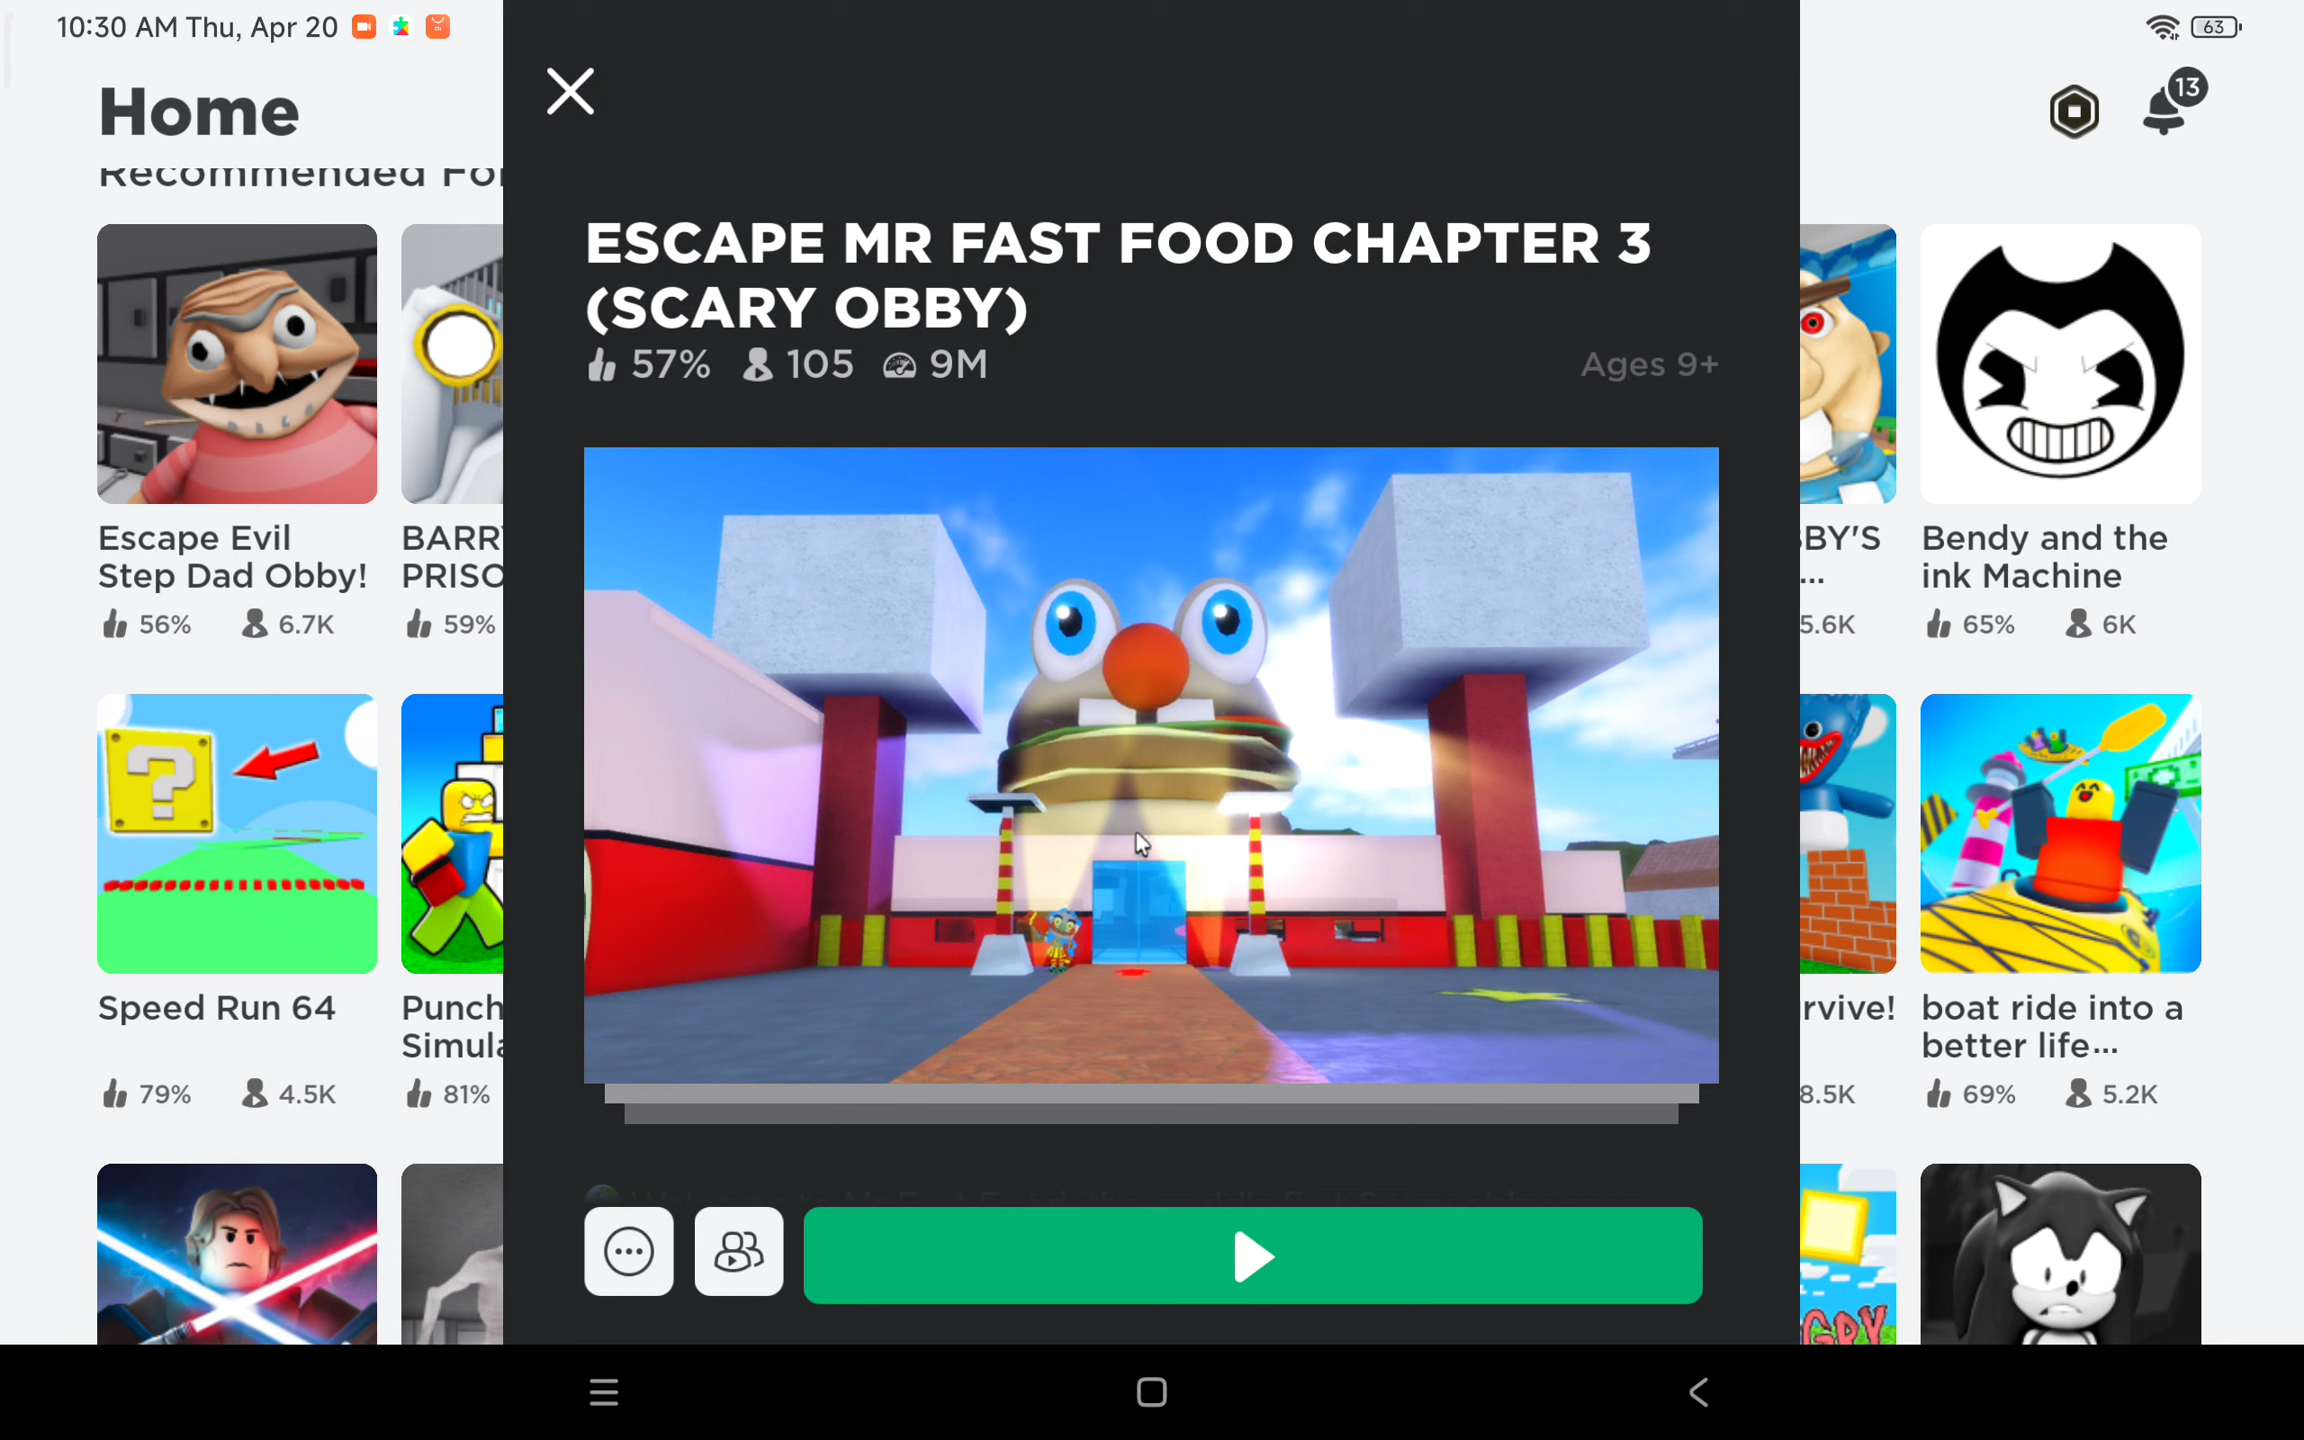 10:30 AM Thu, Apr 20
63
Home
13
Recommended For
ESCAPE MR FAST FOOD CHAPTER 3
(SCARY OBBY)
57% 105 9M
Ages 9+
Escape Evil
Step Dad Obby!
56% 6.7K
BARRY
PRISO
59%
BBY'S
...
5.6K
Bendy and the
ink Machine
65% 6K
?
Speed Run 64
79% 4.5K
Punch
Simula
81%
rvive!
8.5K
boat ride into a
better life...
69% 5.2K